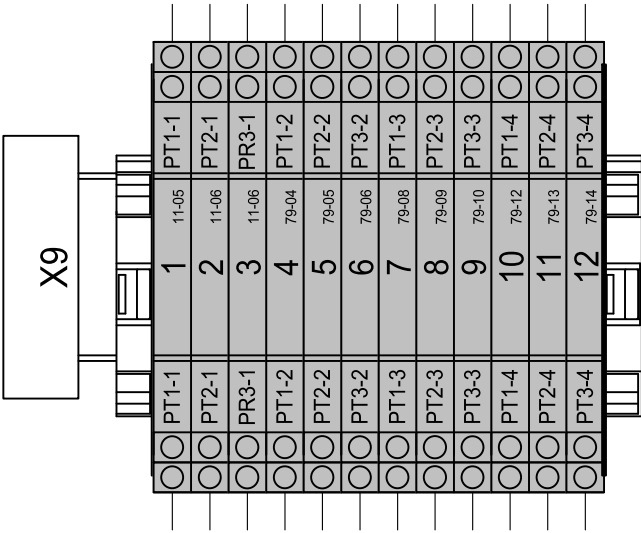 X9
PT1-1 PT2-1 PR3-1 PT1-2 PT2-2 PT3-2 PT1-3 PT2-3 PT3-3 PT1-4 PT2-4 PT3-4
11-05 11-06 11-06 79-04 79-05 79-06 79-08 79-09 79-10 79-12 79-13 79-14
1 2 3 4 5 6 7 8 9 10 11 12
PT1-1 PT2-1 PR3-1 PT1-2 PT2-2 PT3-2 PT1-3 PT2-3 PT3-3 PT1-4 PT2-4 PT3-4